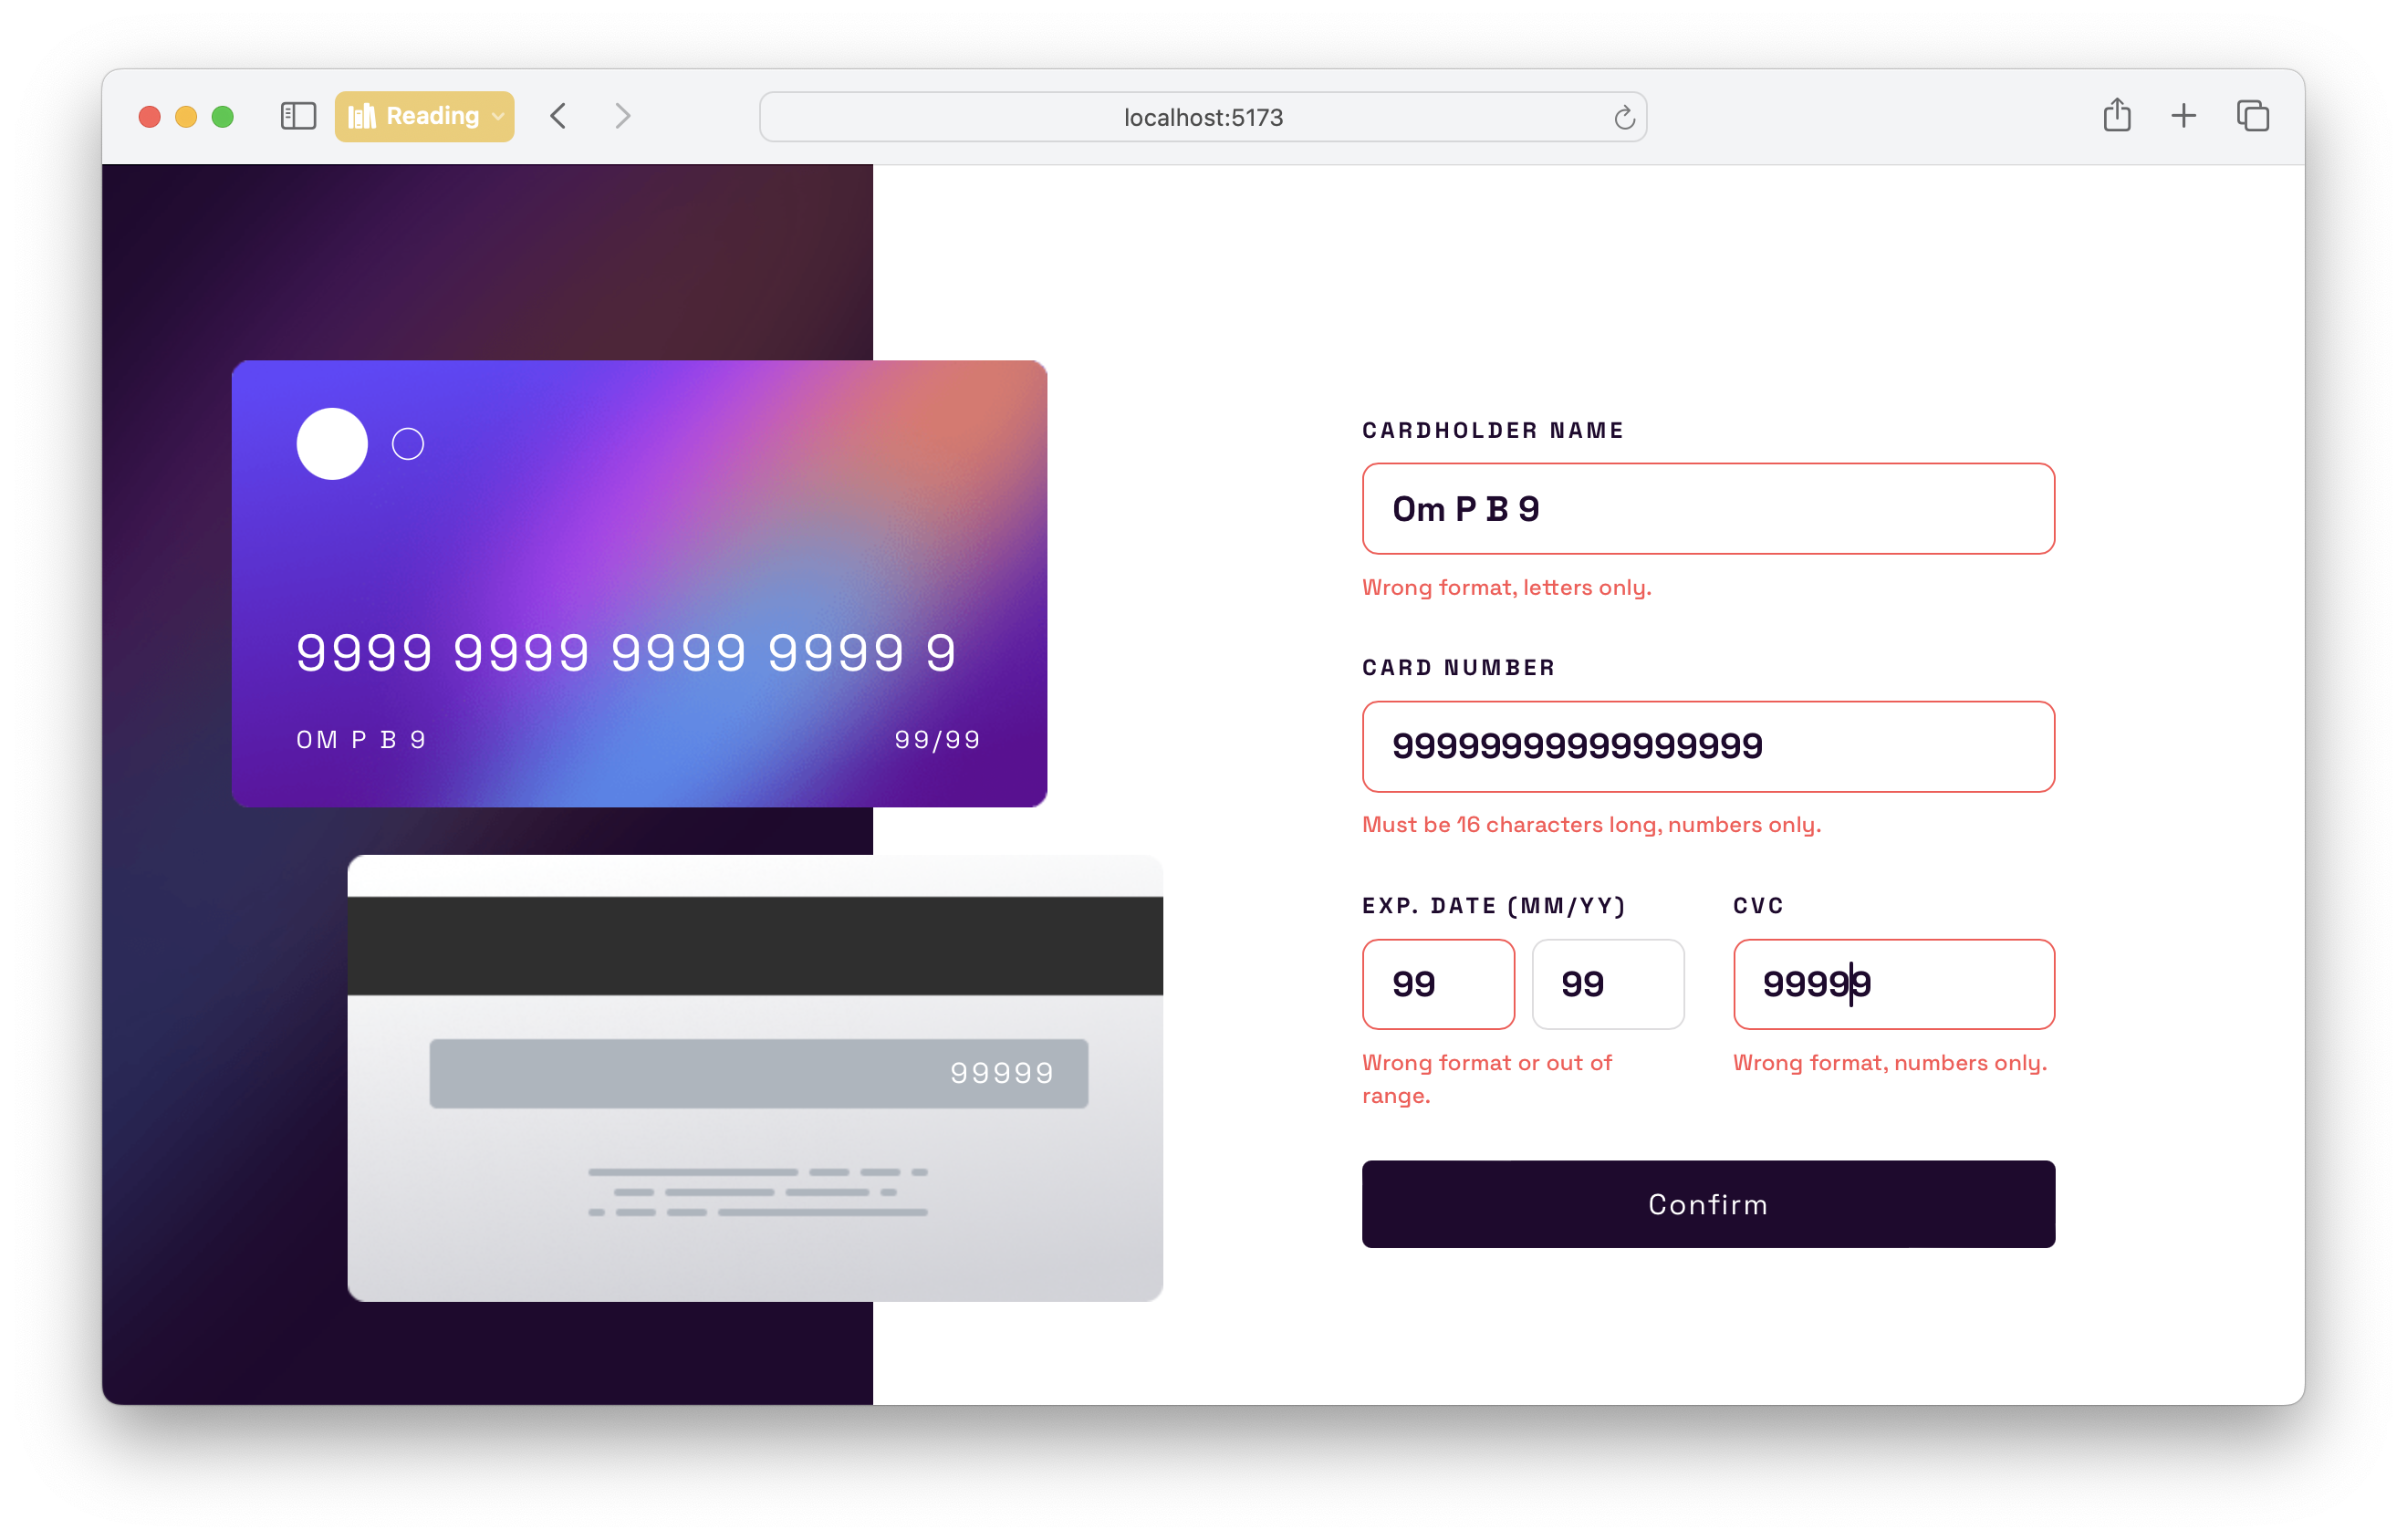 Reading
localhost:5173
9999 9999 9999 9999 9
OM P B 9 99/99
99999
CARDHOLDER NAME
Om P B 9
Wrong format, letters only.
CARD NUMBER
99999999999999999
Must be 16 characters long, numbers only.
EXP. DATE (MM/YY) CVC
99 99 99999
Wrong format or out of range.
Wrong format, numbers only.
Confirm